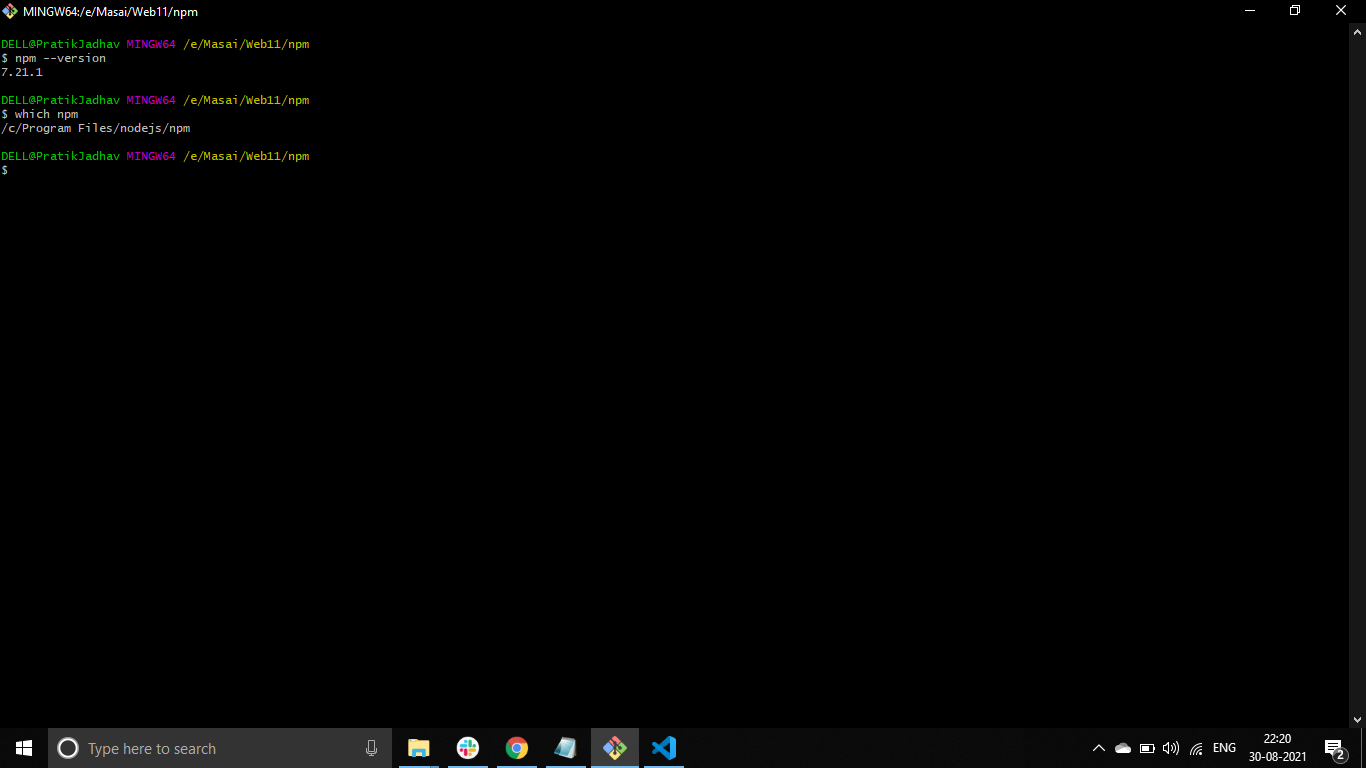 MINGW64:/e/Masai/Web11/npm
DELL@PratikJadhav MINGW64 /e/Masai/Web11/npm
$ npm --version
7.21.1
DELL@PratikJadhav MINGW64 /e/Masai/Web11/npm
$ which npm
/c/Program Files/nodejs/npm
DELL@PratikJadhav MINGW64 /e/Masai/Web11/npm
$
Type here to search
ENG
22:20
30-08-2021
2